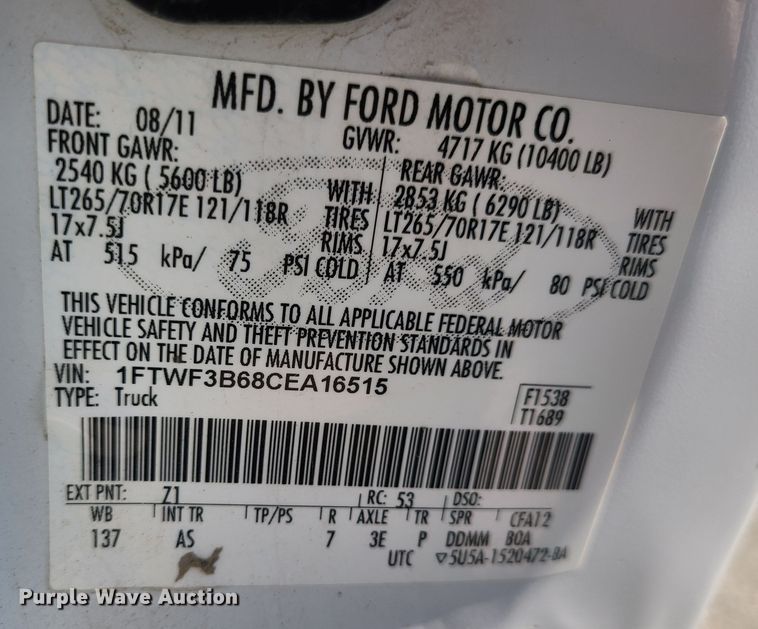 MFD. BY FORD MOTOR CO.
DATE: 08/11 GVWR: 4717 KG (10400 LB)
FRONT GAWR: REAR GAWR:
2540 KG ( 5600 LB) WITH 2853 KG ( 6290 LB) WITH
LT265/70R17E 121/118R TIRES LT265/70R17E 121/118R TIRES
17x7.5J RIMS 17x7.5J RIMS
AT 515 kPa/ 75 PSI COLD AT 550 kPa/ 80 PSI COLD
THIS VEHICLE CONFORMS TO ALL APPLICABLE FEDERAL MOTOR
VEHICLE SAFETY AND THEFT PREVENTION STANDARDS IN
EFFECT ON THE DATE OF MANUFACTURE SHOWN ABOVE.
VIN: 1FTWF3B68CEA16515
TYPE: Truck
F1538
T1689
EXT PNT: Z1 RC: 53 DSO:
WB INT TR TP/PS R AXLE TR SPR CFA12
137 AS 7 3E P DDMM BOA
UTC ▽5U5A-1520472-BA
Purple Wave Auction